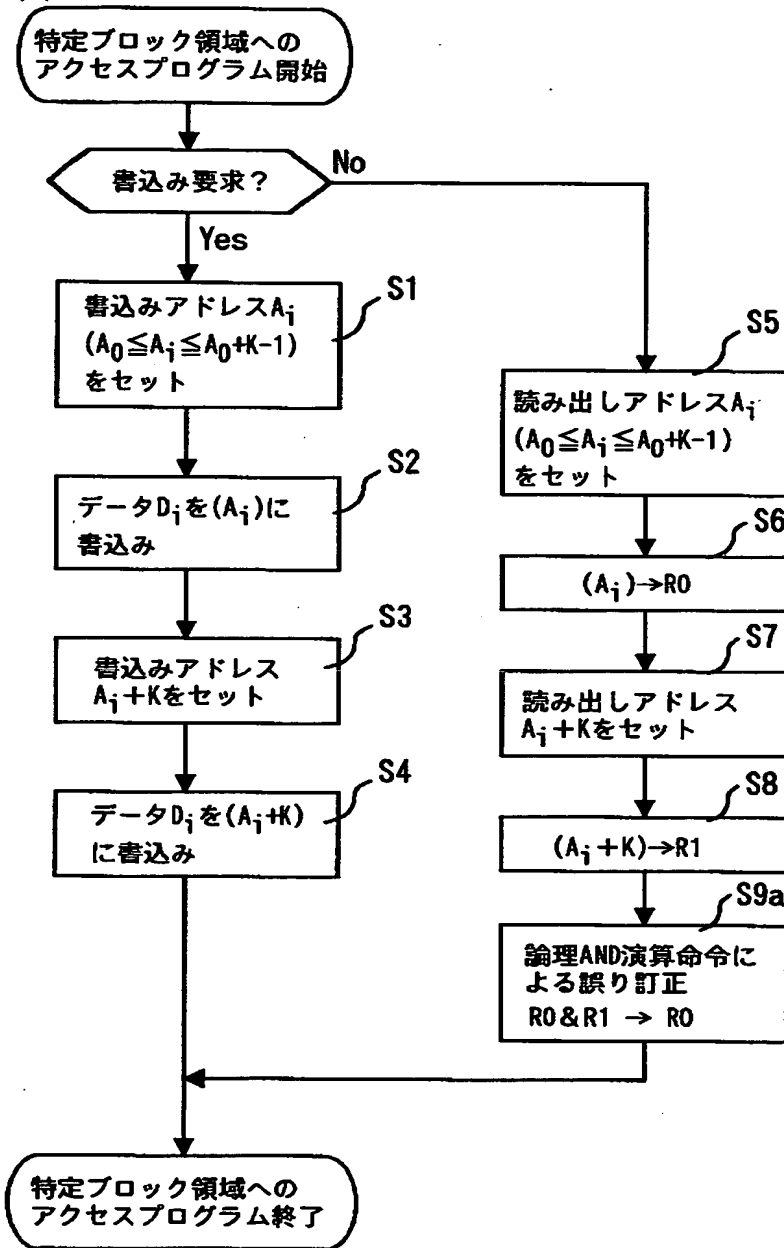 特定ブロック領域への
アクセスプログラム開始
書込み要求?
No
Yes
S1
書込みアドレスAi
(A0≦Ai≦A0+K-1)
をセット
S2
データDiを(Ai)に
書込み
S3
書込みアドレス
Ai+Kをセット
S4
データDiを(Ai+K)
に書込み
S5
読み出しアドレスAi
(A0≦Ai≦A0+K-1)
をセット
S6
(Ai)→R0
S7
読み出しアドレス
Ai+Kをセット
S8
(Ai+K)→R1
S9a
論理AND演算命令に
よる誤り訂正
R0&R1 → R0
特定ブロック領域への
アクセスプログラム終了